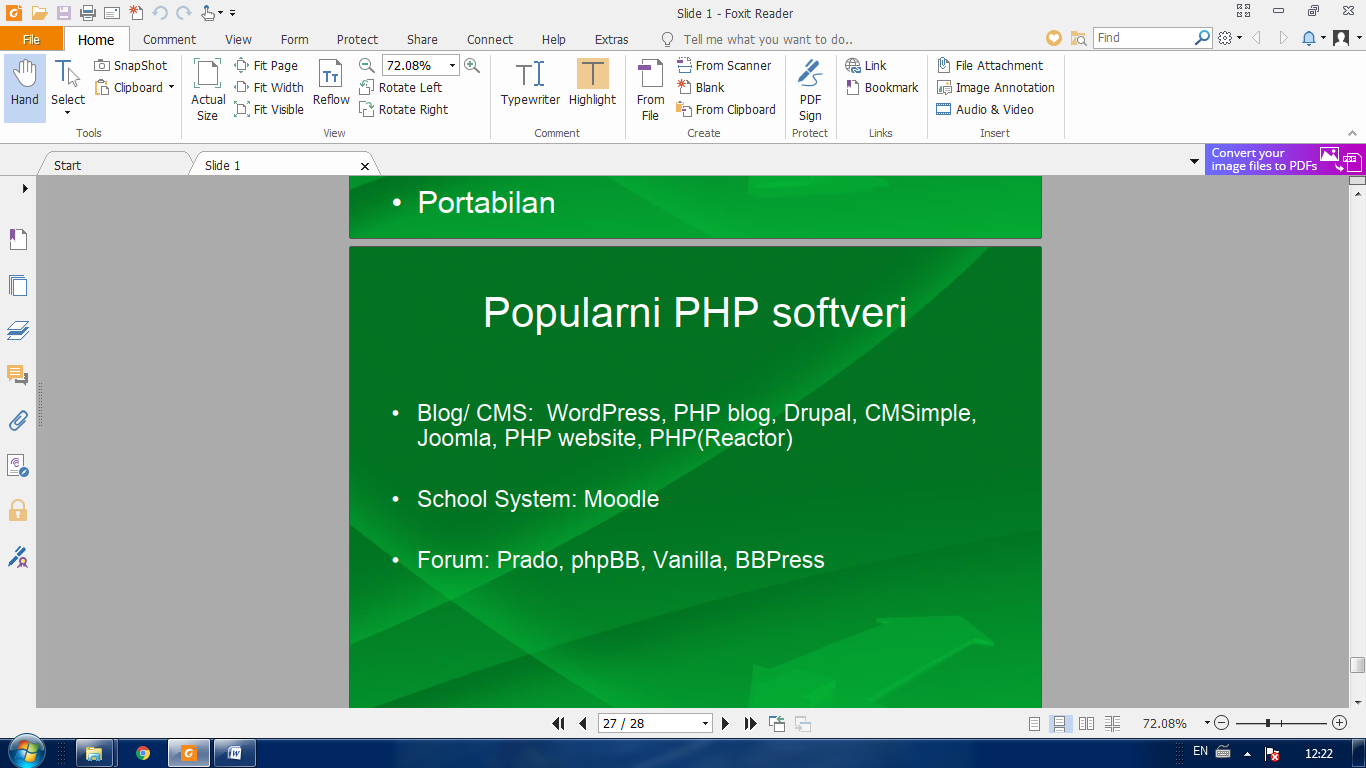 Slide 1 - Foxit Reader
File Home Comment View Form Protect Share Connect Help Extras Tell me what you want to do.. Find
Hand
Select
SnapShot
Clipboard
Tools
Actual
Size
Fit Page
Fit Width
Fit Visible
Reflow
72.08%
Rotate Left
Rotate Right
View
Typewriter
Highlight
Comment
From
File
From Scanner
Blank
From Clipboard
Create
PDF
Sign
Protect
Link
Bookmark
Links
File Attachment
Image Annotation
Audio & Video
Insert
Start
Slide 1
Convert your
image files to PDFs
PDF
• Portabilan
Popularni PHP softveri
• Blog/ CMS: WordPress, PHP blog, Drupal, CMSimple,
Joomla, PHP website, PHP(Reactor)
• School System: Moodle
• Forum: Prado, phpBB, Vanilla, BBPress
27 / 28
72.08%
EN
12:22